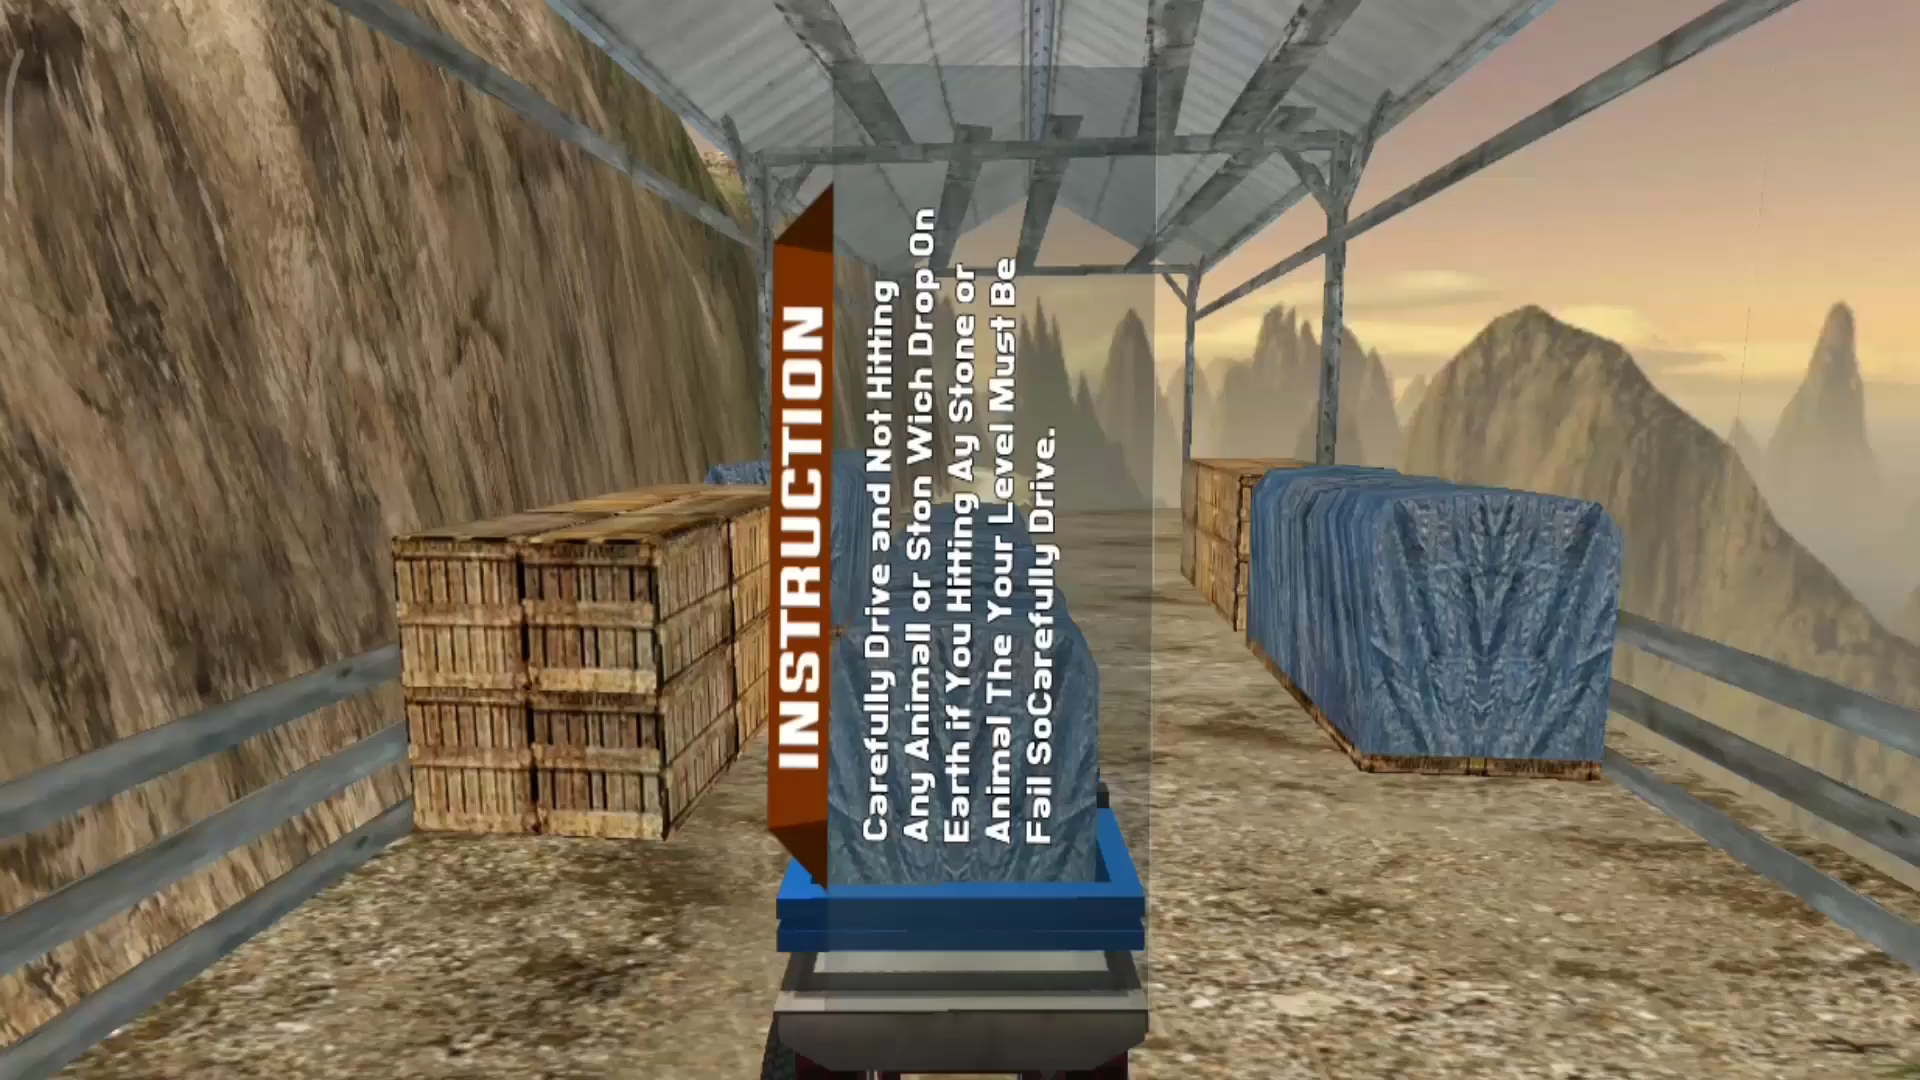 INSTRUCTION
Carefully Drive and Not Hitting
Any Animall or Ston Wich Drop On
Earth if You Hitting Ay Stone or
Animal The Your Level Must Be
Fail SoCarefully Drive.